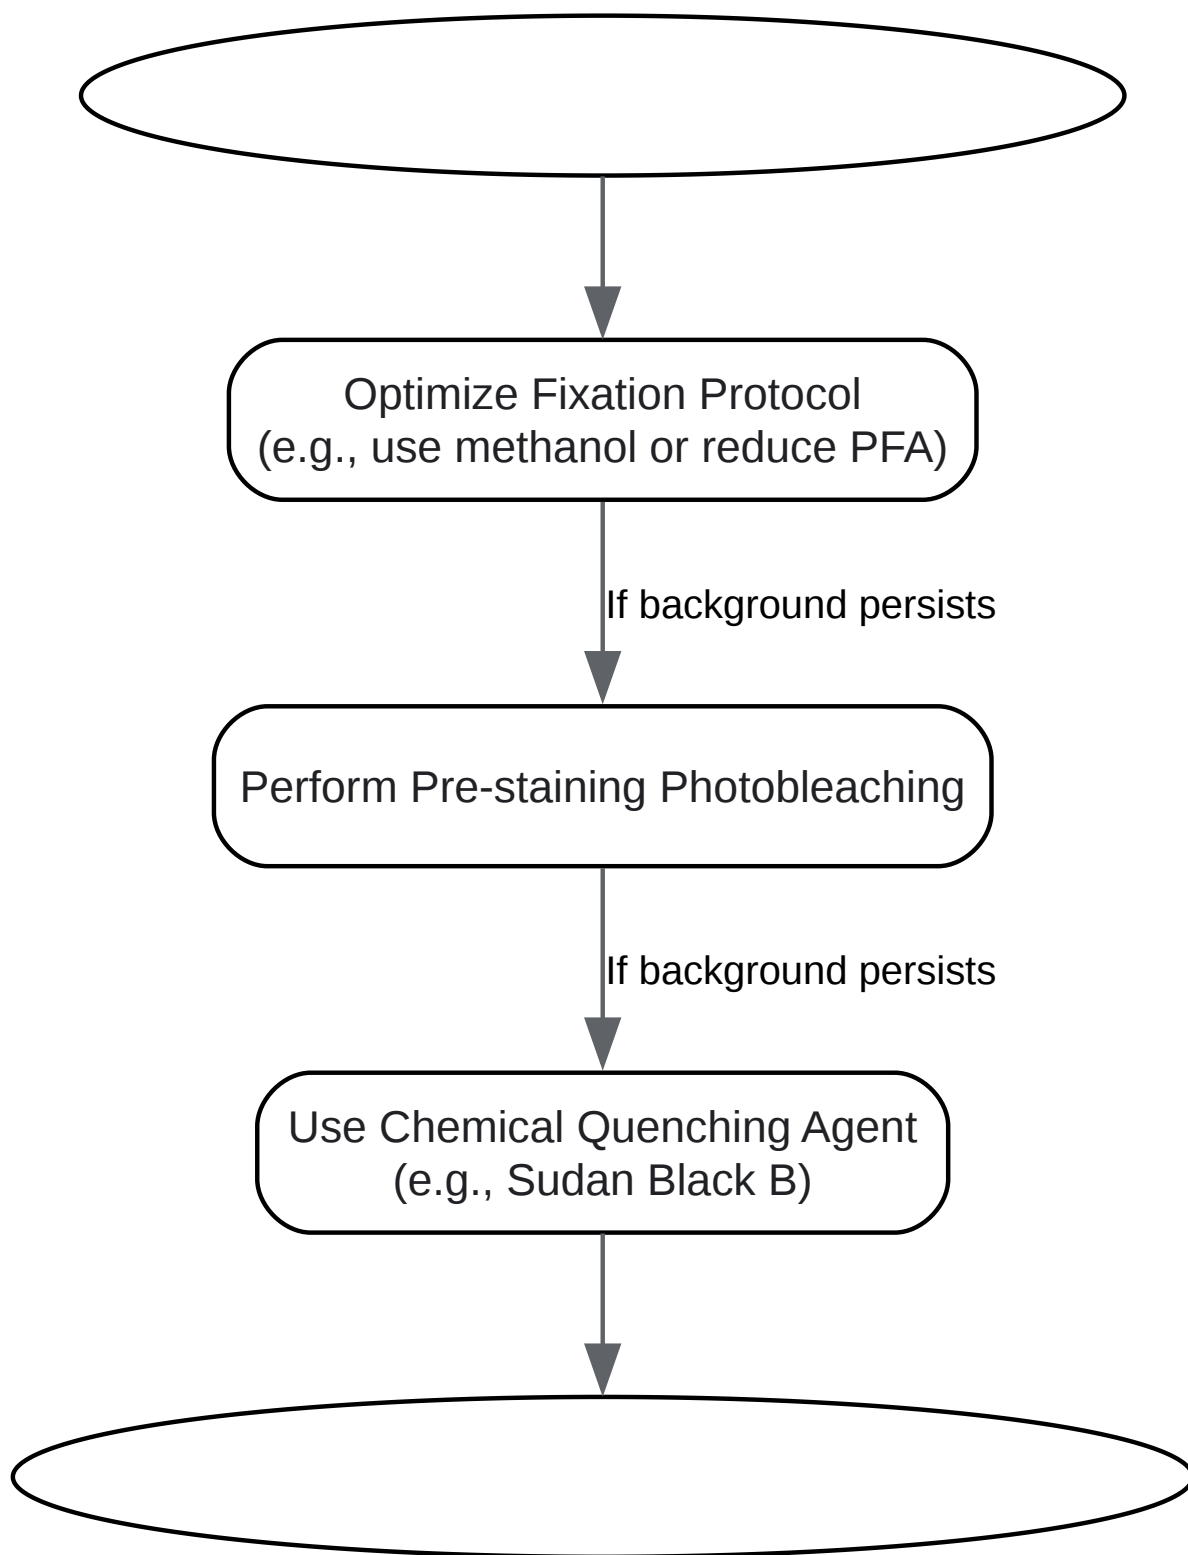 Optimize Fixation Protocol
(e.g., use methanol or reduce PFA)
If background persists
Perform Pre-staining Photobleaching
If background persists
Use Chemical Quenching Agent
(e.g., Sudan Black B)